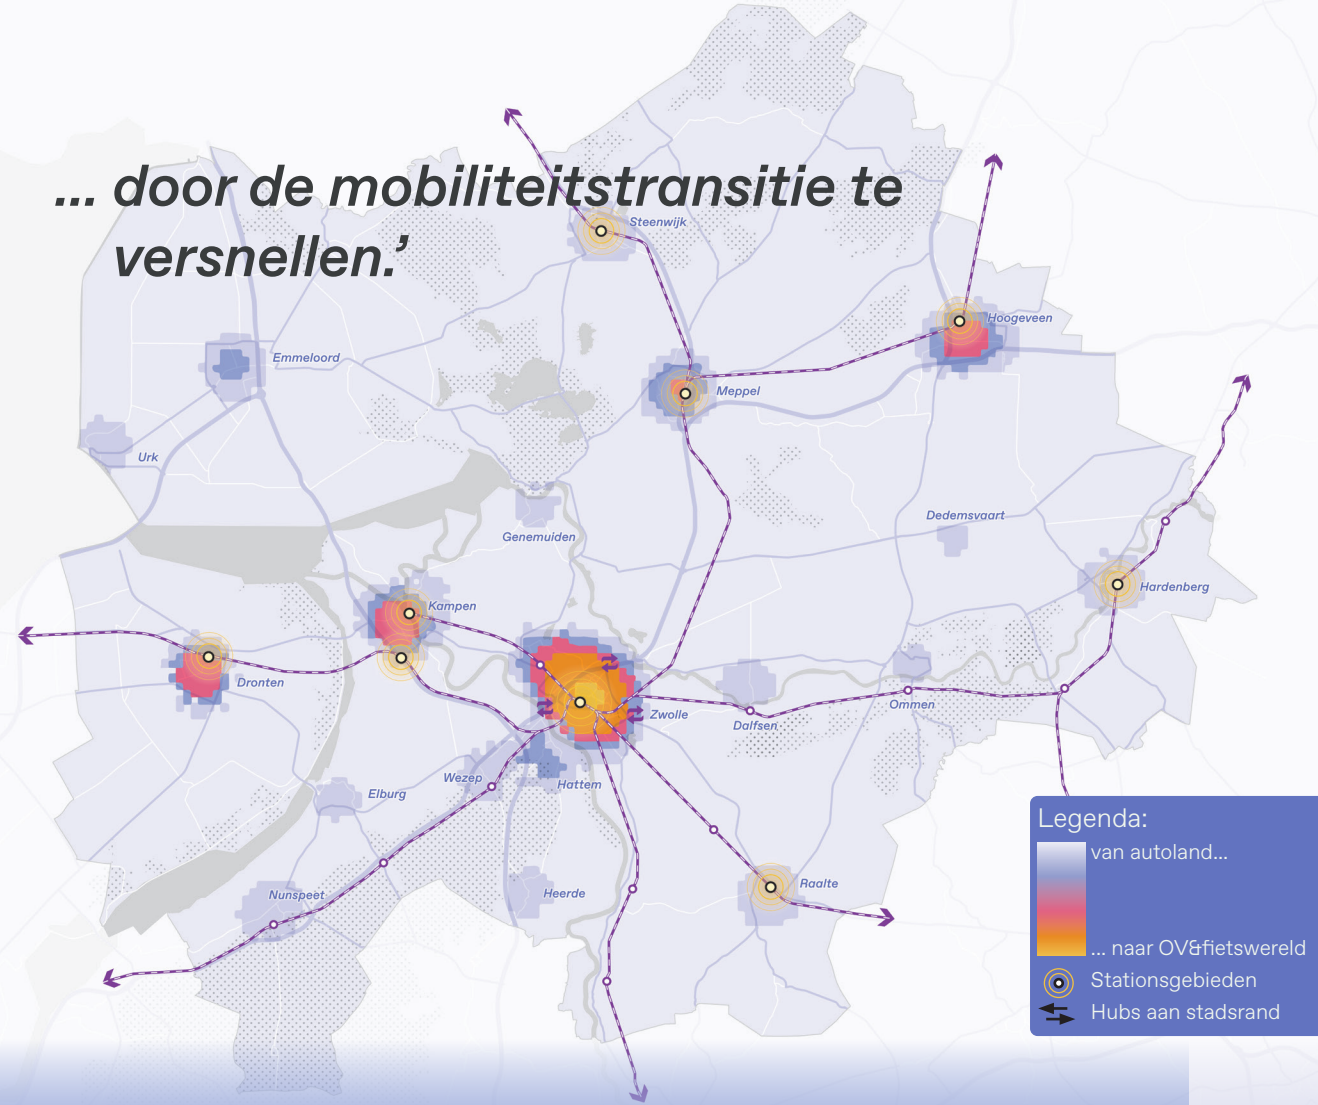 ... door de mobiliteitstransitie te
versnellen.’
Steenwijk
Hoogeveen
Emmeloord
Meppel
Urk
Dedemsvaart
Genemuiden
Hardenberg
Kampen
Dronten
Zwolle
Ommen
Dalfsen
Wezep
Hattem
Elburg
Raalte
Nunspeet
Heerde
Legenda:
van autoland...
... naar OV&fietswereld
Stationsgebieden
Hubs aan stadsrand